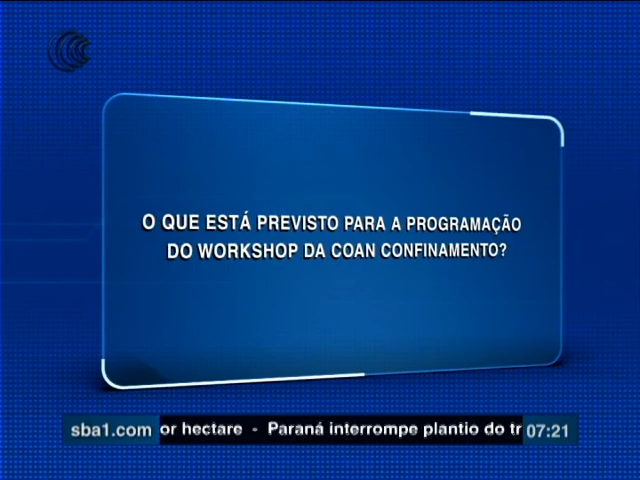 O QUE ESTÁ PREVISTO PARA A PROGRAMAÇÃO
DO WORKSHOP DA COAN CONFINAMENTO?
sba1.com or hectare - Paraná interrompe plantio do tr 07:21